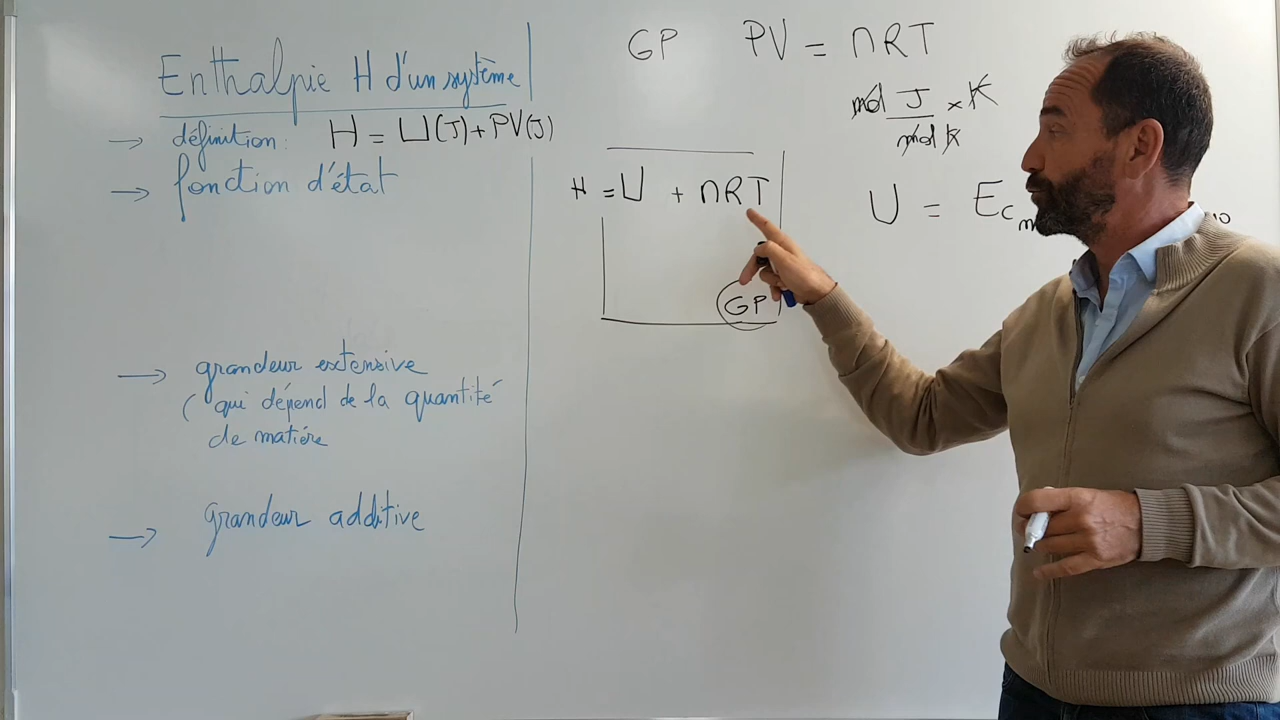 Enthalpie H d'un système
→ définition: H = U(J) + PV(J)
→ fonction d'état
→ grandeur extensive
( qui dépend de la quantité
de matière
→ grandeur additive
GP PV = nRT
mol J × K
mol K
H = U + nRT
GP
U = Ec